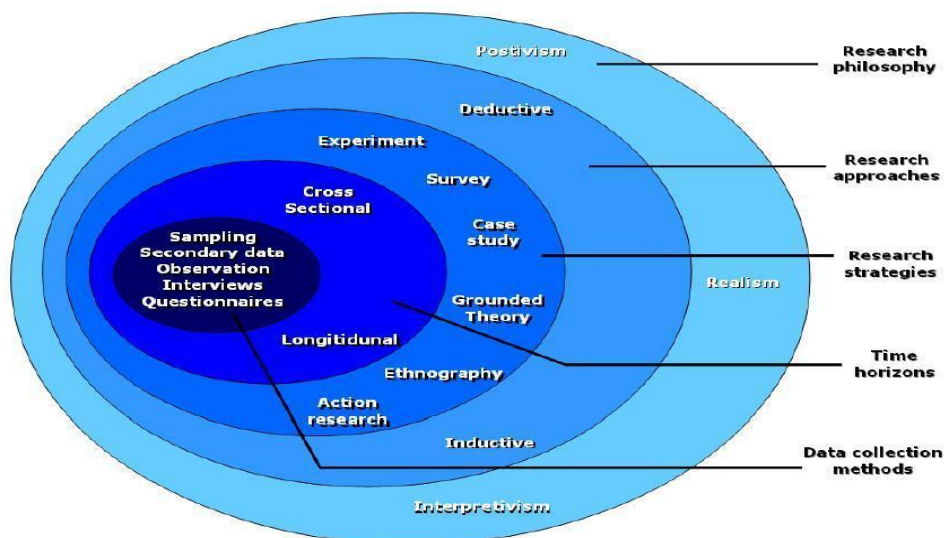 Postivism
Research
philosophy
Deductive
Experiment
Research
approaches
Survey
Cross
Sectional
Case
study
Sampling
Secondary data
Observation
Interviews
Questionnaires
Research
strategies
Realism
Grounded
Theory
Longitidunal
Time
horizons
Ethnography
Action
research
Inductive
Data collection
methods
Interpretivism